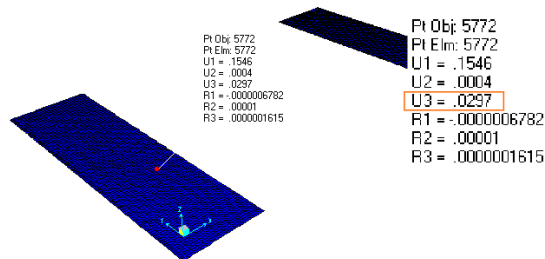 Pt Obj: 5772
Pt Elm: 5772
U1 = .1546
U2 = .0004
U3 = .0297
R1 = -.0000006782
R2 = .00001
R3 = .0000001615
Pt Obj: 5772
Pt Elm: 5772
U1 = .1546
U2 = .0004
U3 = .0297
R1 = -.0000006782
R2 = .00001
R3 = .0000001615
Z